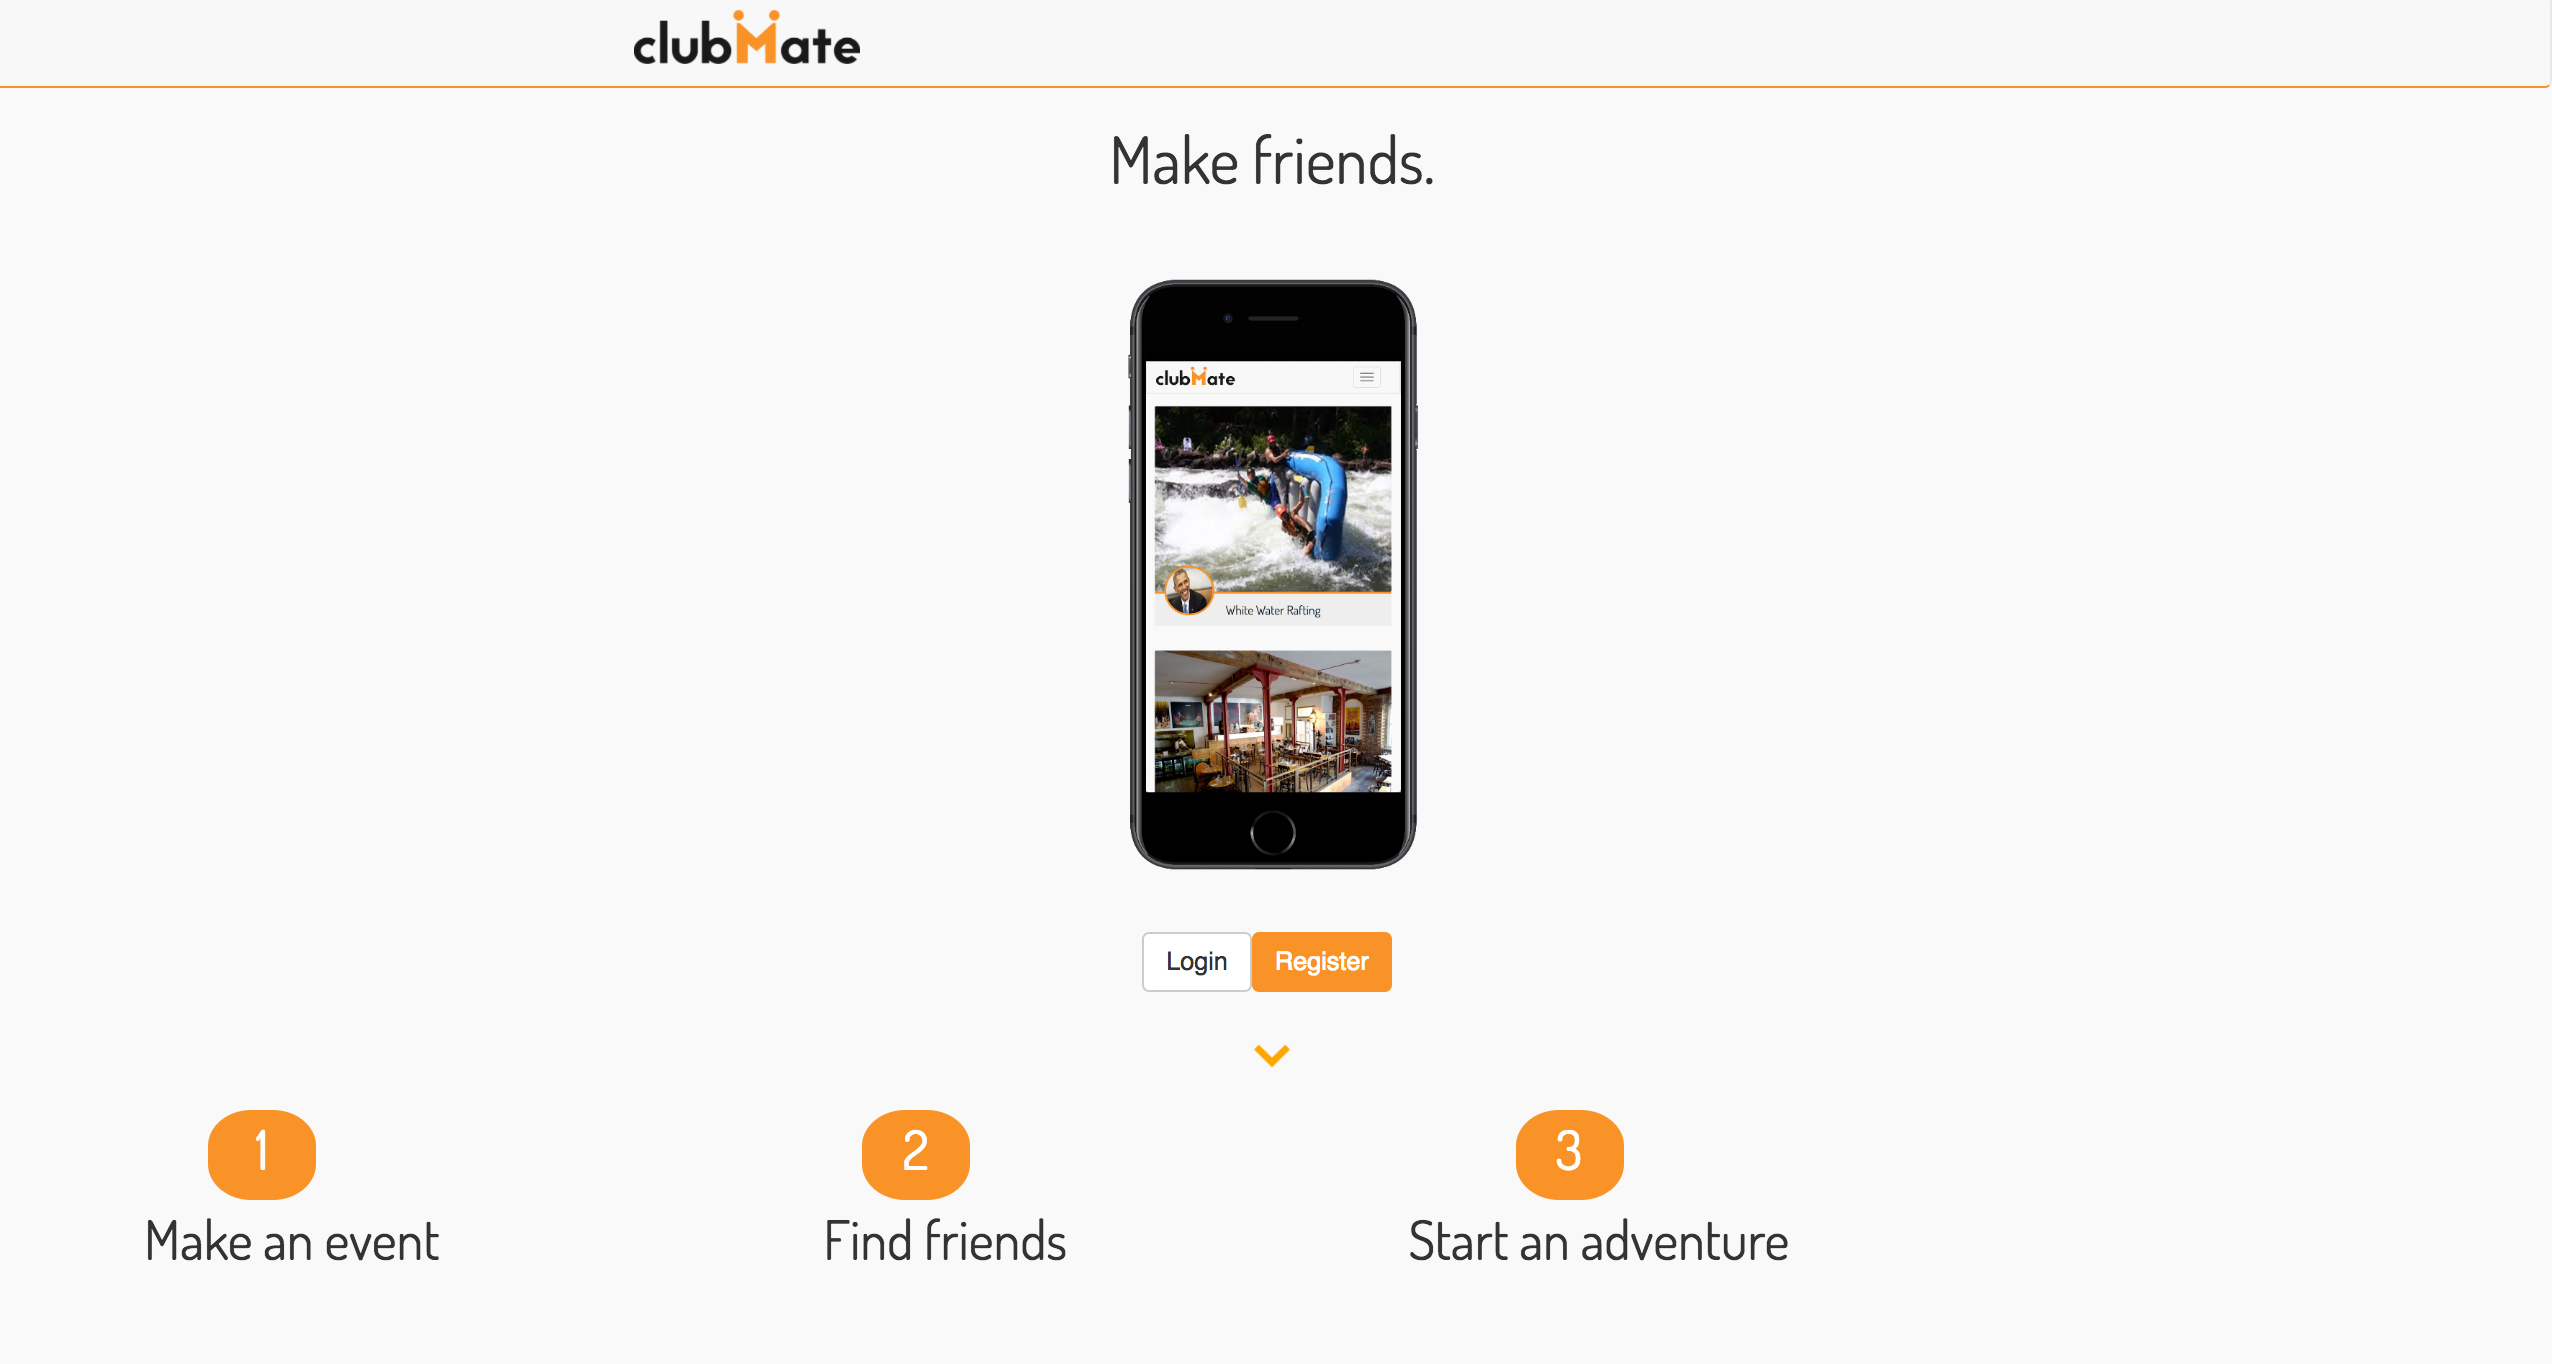 clubMate
Make friends.
clubMate
White Water Rafting
Login Register
1 2 3
Make an event Find friends Start an adventure